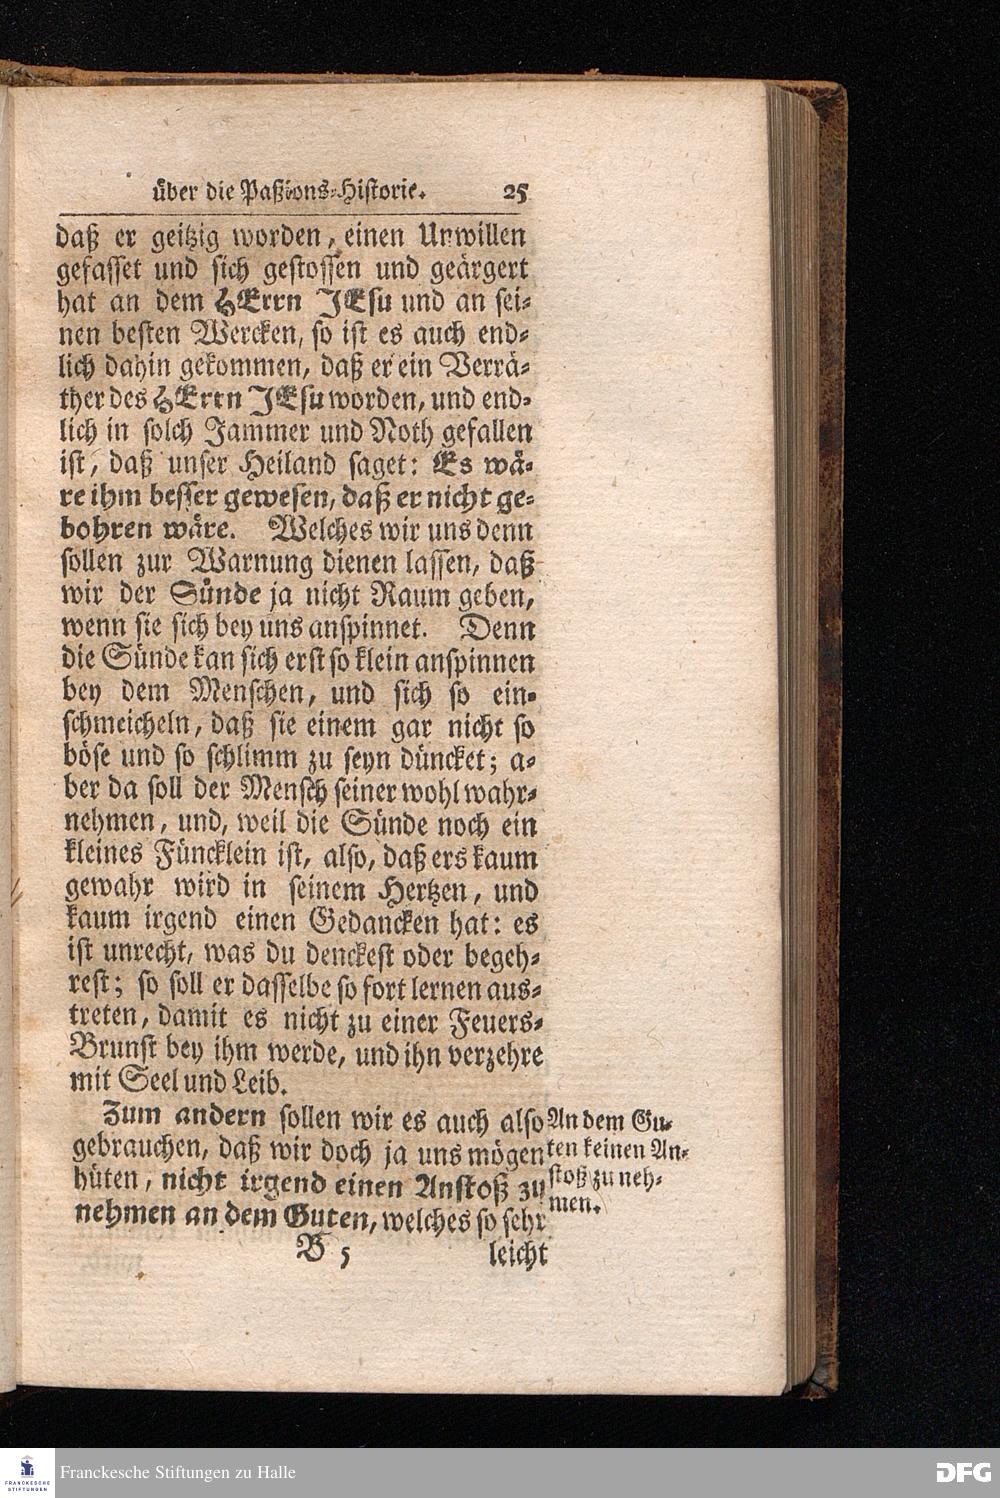 über die Paßions-Historie. 25
daß er geitzig worden, einen Unwillen
gefasset und sich gestossen und geärgert
hat an dem HErrn JEsu und an sei-
nen besten Wercken, so ist es auch end-
lich dahin gekommen, daß er ein Verrä-
ther des HErrn JEsu worden, und end-
lich in solch Jammer und Noth gefallen
ist, daß unser Heiland saget: Es wä-
re ihm besser gewesen, daß er nicht ge-
bohren wäre. Welches wir uns denn
sollen zur Warnung dienen lassen, daß
wir der Sünde ja nicht Raum geben,
wenn sie sich bey uns anspinnet. Denn
die Sünde kan sich erst so klein anspinnen
bey dem Menschen, und sich so ein-
schmeicheln, daß sie einem gar nicht so
böse und so schlimm zu seyn düncket; a-
ber da soll der Mensch seiner wohl wahr-
nehmen, und, weil die Sünde noch ein
kleines Füncklein ist, also, daß ers kaum
gewahr wird in seinem Hertzen, und
kaum irgend einen Gedancken hat: es
ist unrecht, was du denckest oder begeh-
rest; so soll er dasselbe so fort lernen aus-
treten, damit es nicht zu einer Feuers-
Brunst bey ihm werde, und ihn verzehre
mit Seel und Leib.
Zum andern sollen wir es auch also
gebrauchen, daß wir doch ja uns mögen
hüten, nicht irgend einen Anstoß zu
nehmen an dem Guten, welches so sehr
An dem Gu-
ten keinen An-
stoß zu neh-
men.
B 5 leicht
FRANCKESCHE
STIFTUNGEN
Franckesche Stiftungen zu Halle
DFG